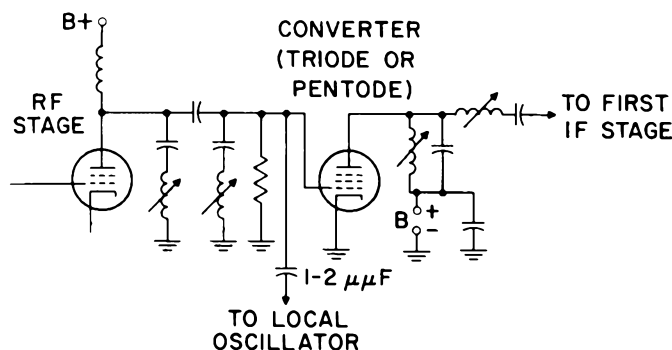 B+
CONVERTER
(TRIODE OR
PENTODE)
RF
STAGE
TO FIRST
IF STAGE
B
+
-
1-2 μμF
TO LOCAL
OSCILLATOR